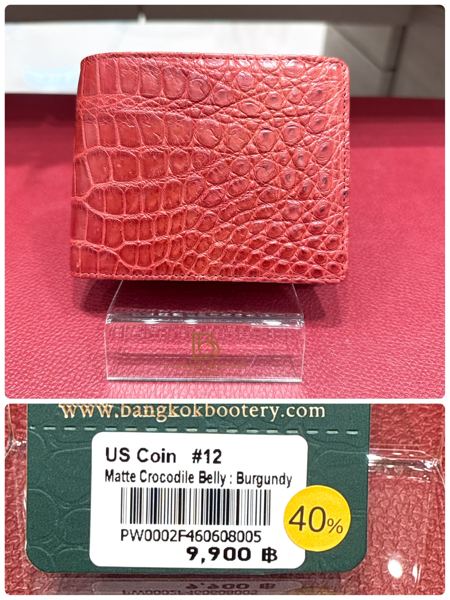 www.bangkokbootery.com
US Coin #12
Matte Crocodile Belly : Burgundy
PW0002F460608005
9,900 ฿
40%